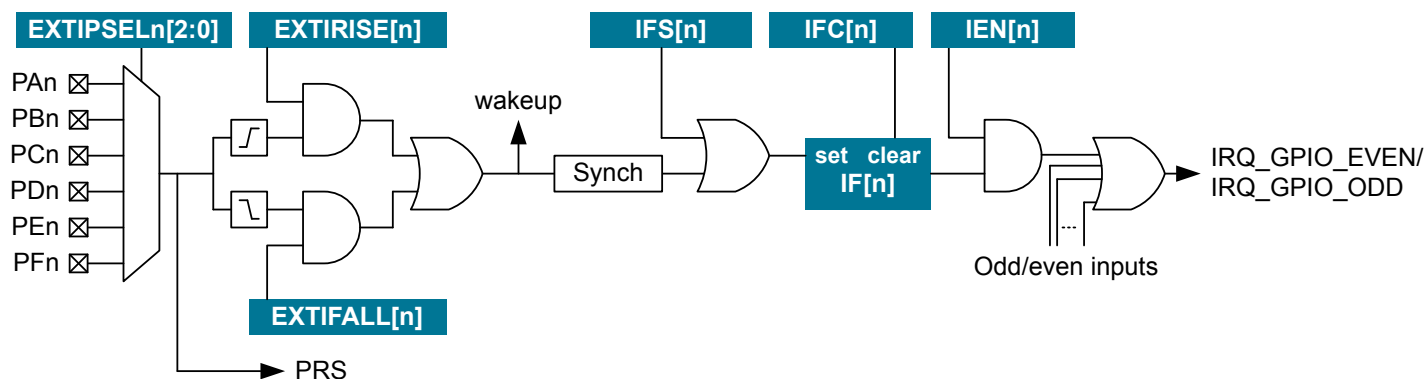 EXTIPSELn[2:0]
EXTIRISE[n]
IFS[n]
IFC[n]
IEN[n]
PAn
PBn
PCn
PDn
PEn
PFn
wakeup
Synch
set clear
IF[n]
IRQ_GPIO_EVEN/
IRQ_GPIO_ODD
...
Odd/even inputs
EXTIFALL[n]
PRS